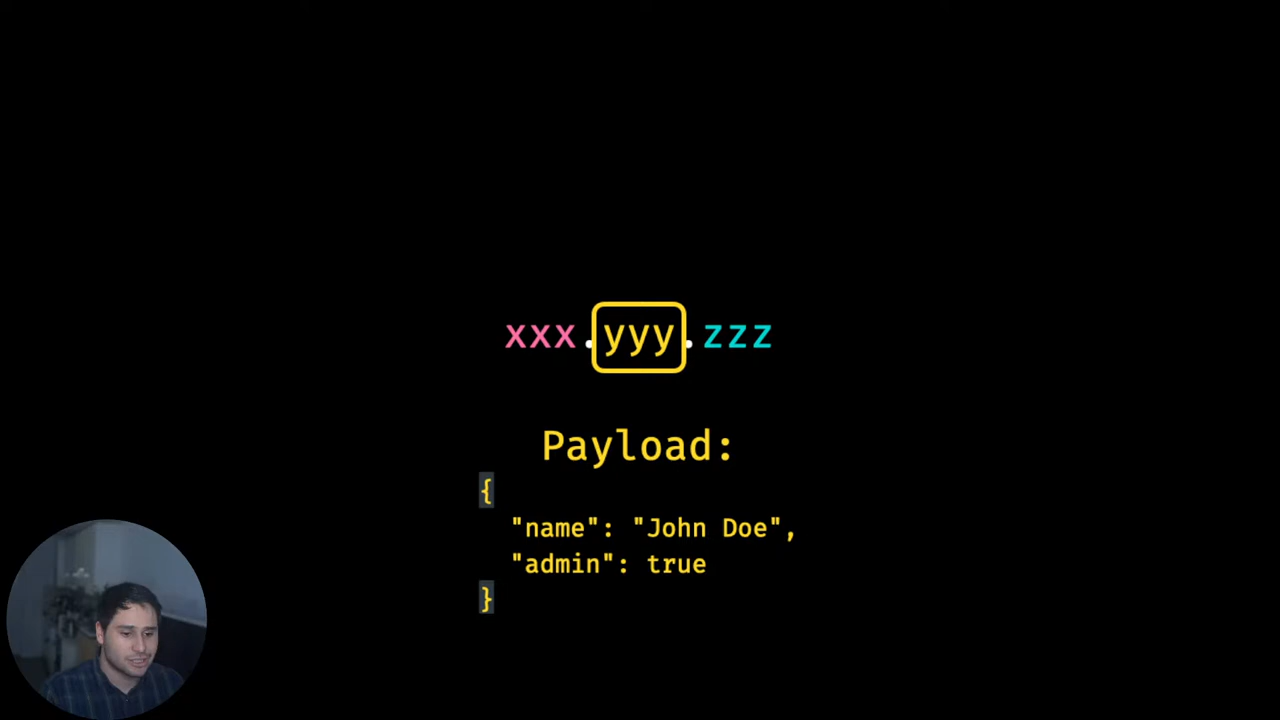 xxx.yyy.zzz
Payload:
{
"name": "John Doe",
"admin": true
}